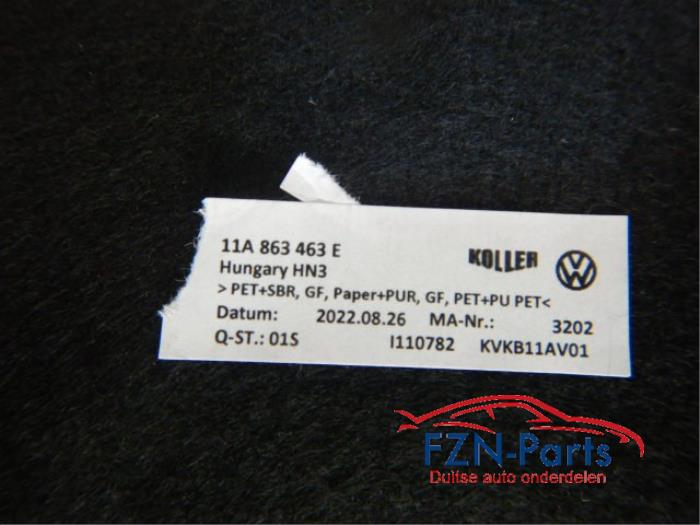 11A 863 463 E
KOLLER
Hungary HN3
> PET+SBR, GF, Paper+PUR, GF, PET+PU PET<
Datum: 2022.08.26 MA-Nr.: 3202
Q-ST.: 01S I110782 KVKB11AV01
FZN-Parts
Duitse auto onderdelen